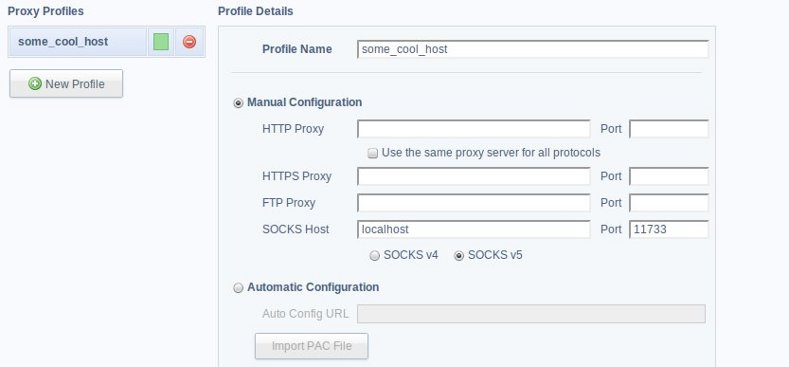 Proxy Profiles
Profile Details
some_cool_host
New Profile
Profile Name some_cool_host
Manual Configuration
HTTP Proxy Port
Use the same proxy server for all protocols
HTTPS Proxy Port
FTP Proxy Port
SOCKS Host localhost Port 11733
SOCKS v4 SOCKS v5
Automatic Configuration
Auto Config URL
Import PAC File